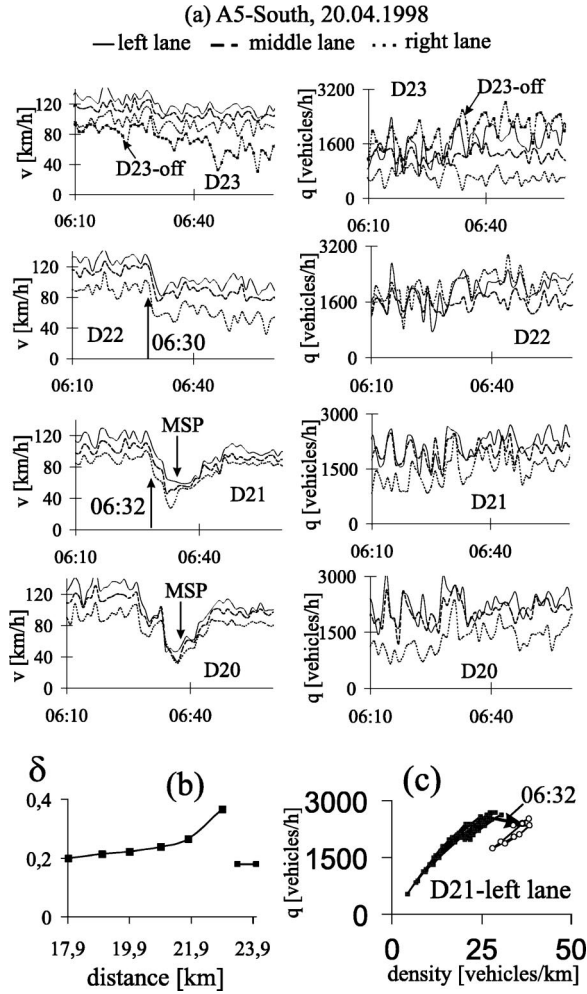 (a) A5-South, 20.04.1998
left lane middle lane right lane
v [km/h]
120
80
40
0
D23-off
D23
06:10 06:40
q [vehicles/h]
3200
1600
0
D23
D23-off
06:10 06:40
v [km/h]
120
80
40
0
D22
06:30
06:10 06:40
q [vehicles/h]
3200
1600
0
D22
06:10 06:40
v [km/h]
120
80
40
0
MSP
06:32
D21
06:10 06:40
q [vehicles/h]
3000
1500
0
D21
06:10 06:40
v [km/h]
120
80
40
0
MSP
D20
06:10 06:40
q [vehicles/h]
3000
1500
0
D20
06:10 06:40
δ
(b)
0,4
0,2
0
17,9 19,9 21,9 23,9
distance [km]
(c)
06:32
q [vehicles/h]
3000
1500
0
D21-left lane
0 25 50
density [vehicles/km]